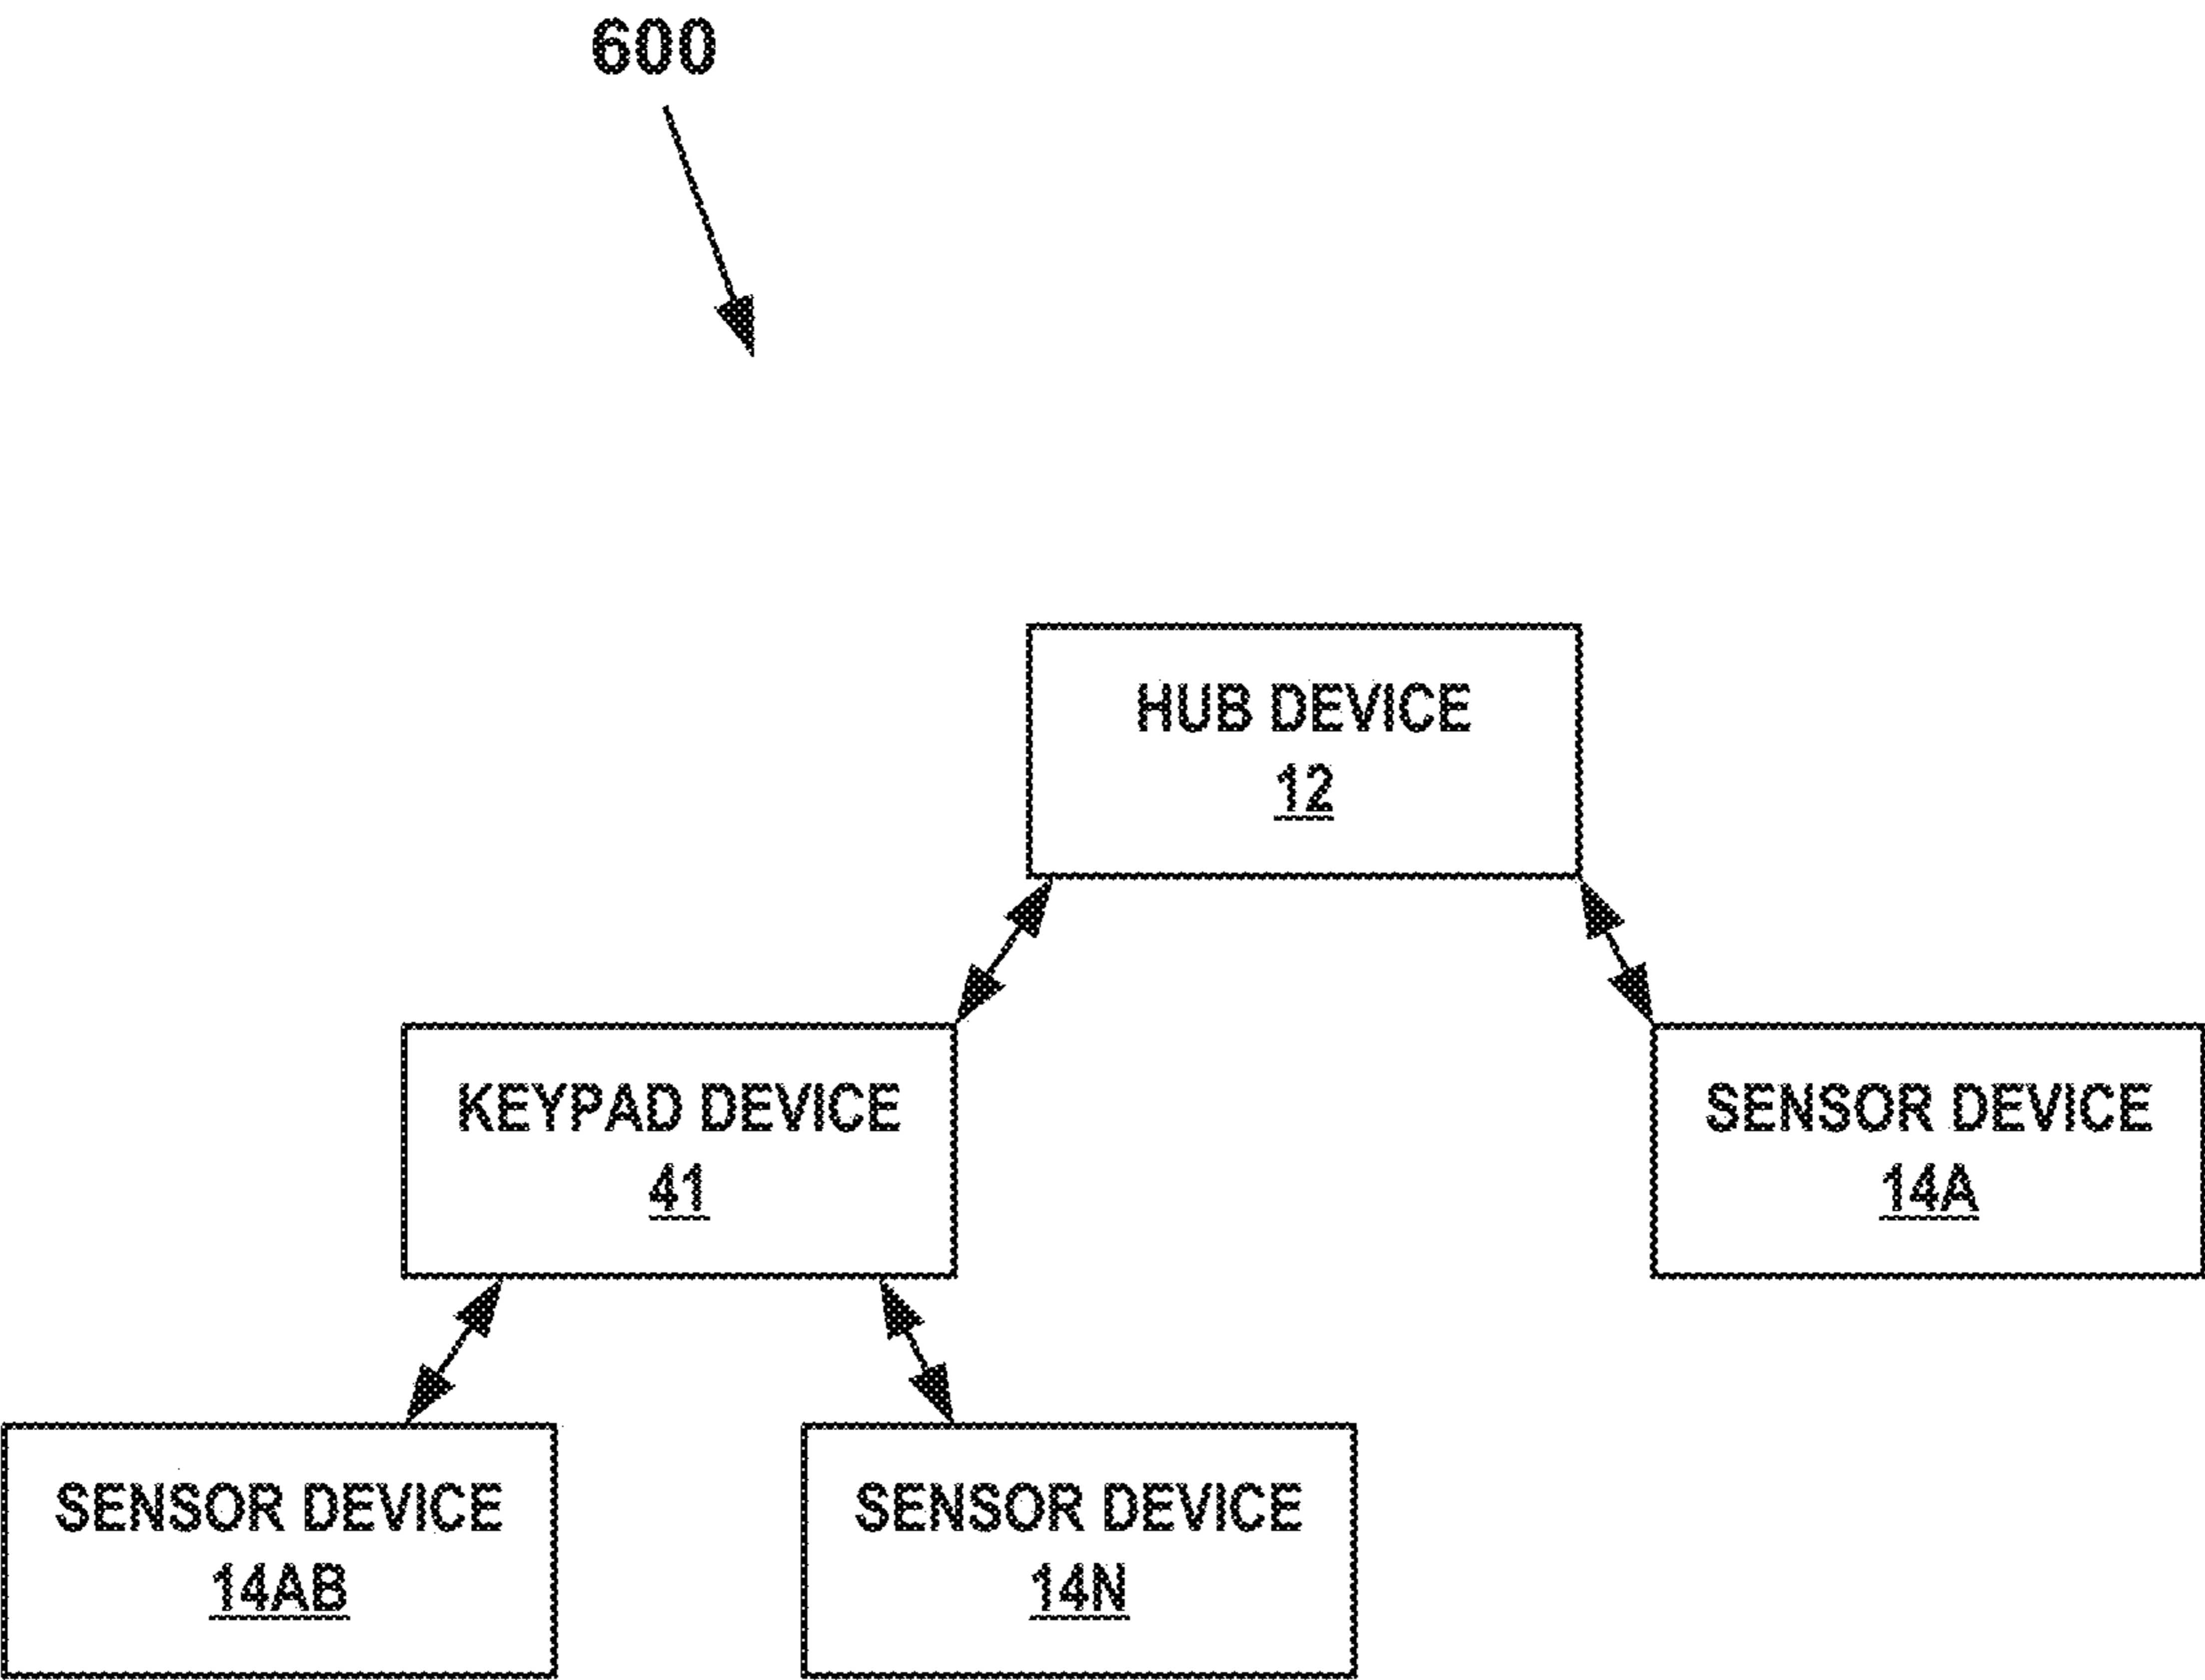 600
HUB DEVICE
12
KEYPAD DEVICE
41
SENSOR DEVICE
14A
SENSOR DEVICE
14AB
SENSOR DEVICE
14N